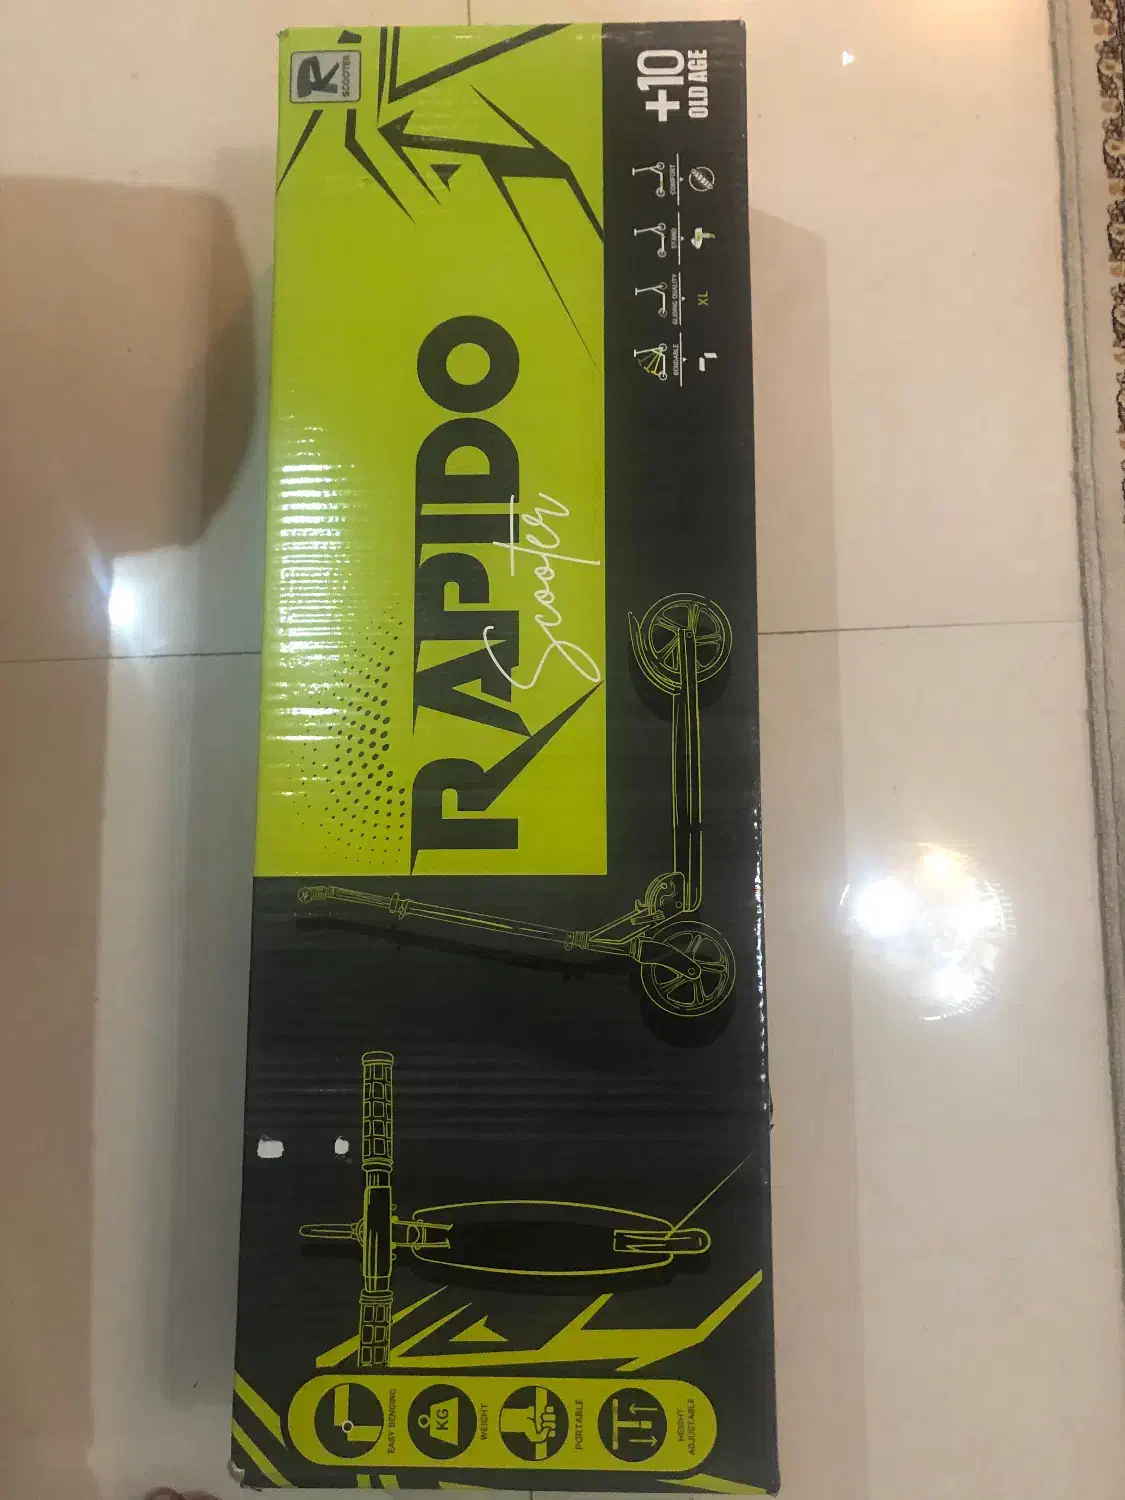 R
SCOOTER
RAPIDO
Scooter
+10
OLD AGE
BENDABLE
GLIDING QUALITY
STAND
COMFORT
XL
EASY BENDING
KG
WEIGHT
PORTABLE
HEIGHT
ADJUSTABLE